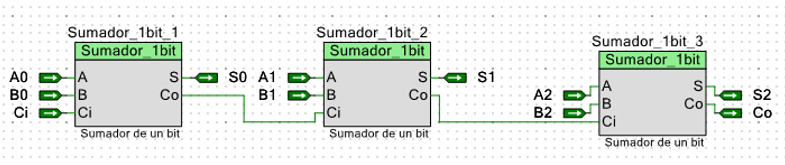 Sumador_1bit_1
Sumador_1bit
A0 A S S0
B0 B Co
Ci Ci
Sumador de un bit
Sumador_1bit_2
Sumador_1bit
A1 A S S1
B1 B Co
Ci
Sumador de un bit
Sumador_1bit_3
Sumador_1bit
A2 A S S2
B2 B Co Co
Ci
Sumador de un bit